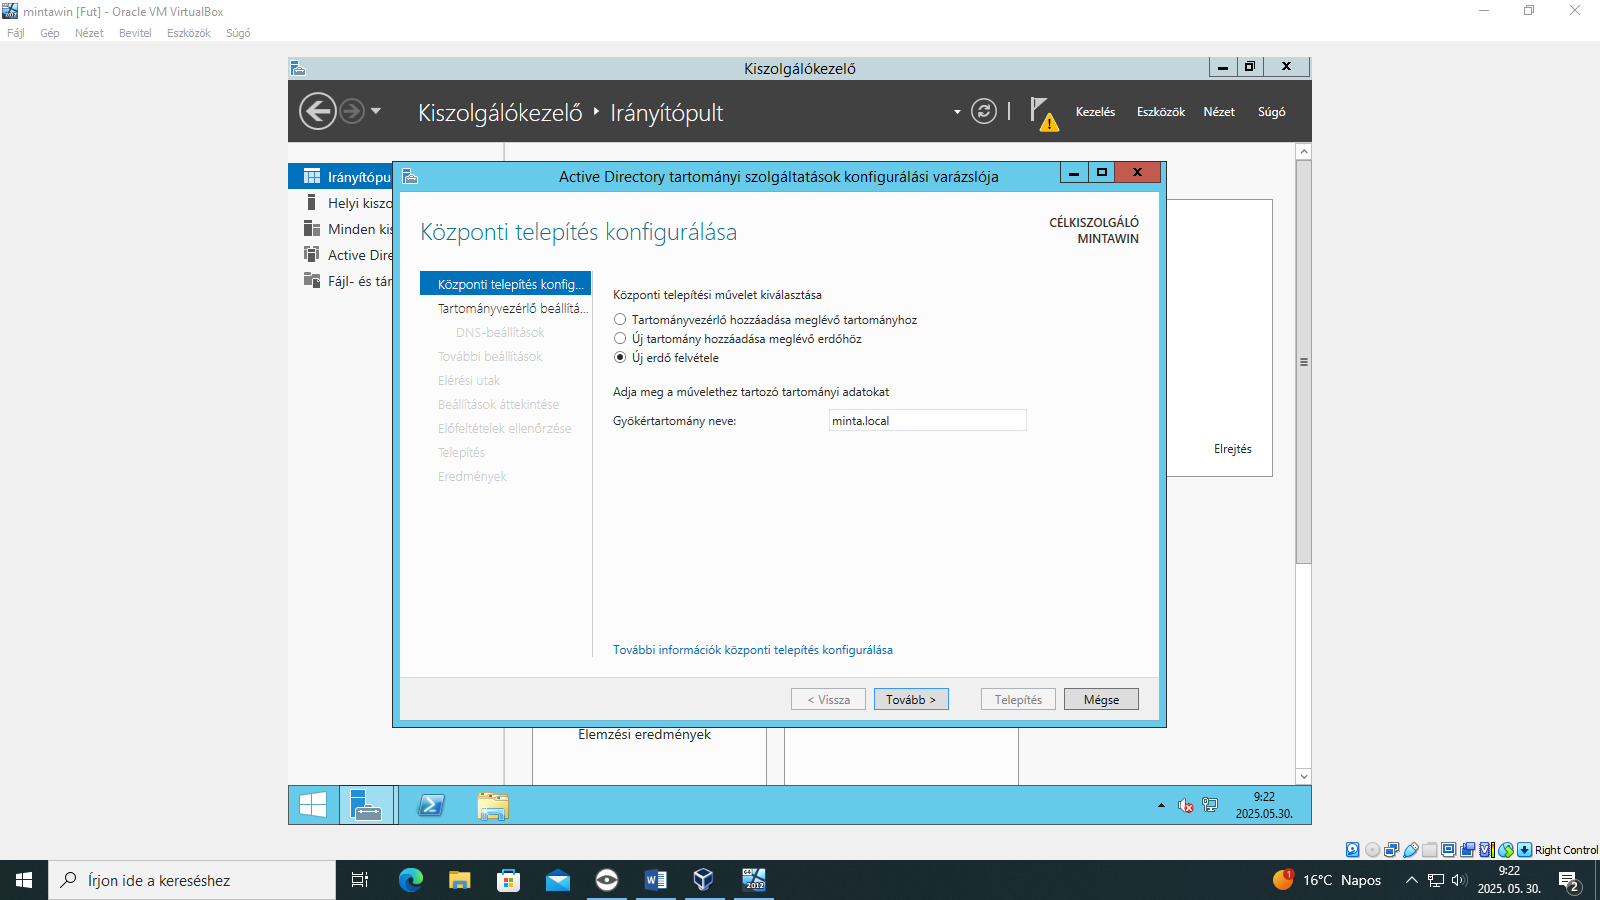 mintawin [Fut] - Oracle VM VirtualBox
Fájl Gép Nézet Bevitel Eszközök Súgó
Kiszolgálókezelő
Kiszolgálókezelő ‣ Irányítópult
Kezelés Eszközök Nézet Súgó
Irányítópu
Helyi kiszo
Minden kis
Active Dire
Fájl- és tár
Active Directory tartományi szolgáltatások konfigurálási varázslója
Központi telepítés konfigurálása
CÉLKISZOLGÁLÓ
MINTAWIN
Központi telepítés konfig...
Tartományvezérlő beállítá...
DNS-beállítások
További beállítások
Elérési utak
Beállítások áttekintése
Előfeltételek ellenőrzése
Telepítés
Eredmények
Központi telepítési művelet kiválasztása
Tartományvezérlő hozzáadása meglévő tartományhoz
Új tartomány hozzáadása meglévő erdőhöz
Új erdő felvétele
Adja meg a művelethez tartozó tartományi adatokat
Gyökértartomány neve: minta.local
Elrejtés
További információk központi telepítés konfigurálása
< Vissza Tovább > Telepítés Mégse
Elemzési eredmények
9:22
2025.05.30.
Right Control
Írjon ide a kereséshez
2012
1
16°C Napos
9:22
2025. 05. 30.
2